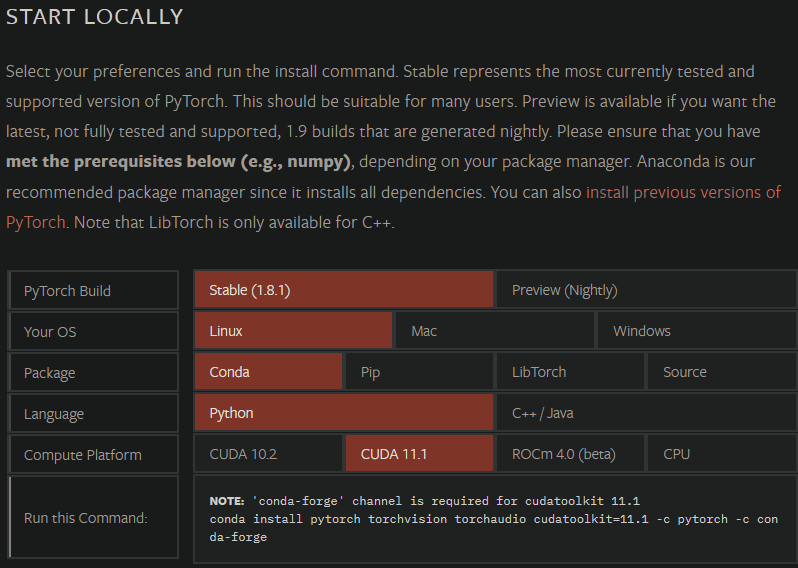 START LOCALLY
Select your preferences and run the install command. Stable represents the most currently tested and
supported version of PyTorch. This should be suitable for many users. Preview is available if you want the
latest, not fully tested and supported, 1.9 builds that are generated nightly. Please ensure that you have
met the prerequisites below (e.g., numpy), depending on your package manager. Anaconda is our
recommended package manager since it installs all dependencies. You can also install previous versions of
PyTorch. Note that LibTorch is only available for C++.
PyTorch Build Stable (1.8.1) Preview (Nightly)
Your OS Linux Mac Windows
Package Conda Pip LibTorch Source
Language Python C++ / Java
Compute Platform CUDA 10.2 CUDA 11.1 ROCm 4.0 (beta) CPU
Run this Command:
NOTE: 'conda-forge' channel is required for cudatoolkit 11.1
conda install pytorch torchvision torchaudio cudatoolkit=11.1 -c pytorch -c con
da-forge